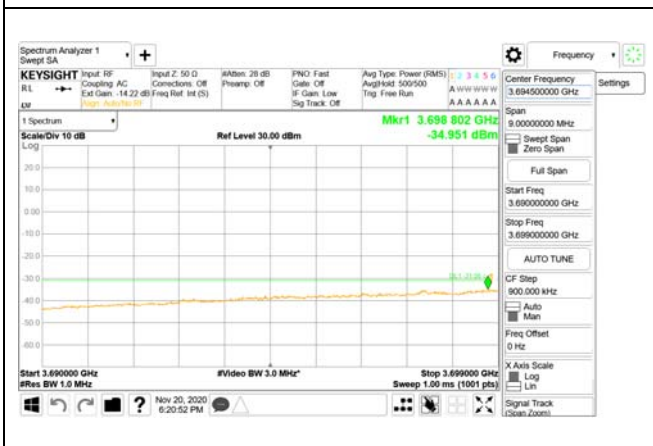 Spectrum Analyzer 1
Swept SA
Frequency
Settings
KEYSIGHT
RL
Input: RF
Coupling: AC
Ext Gain: -14.22 dB
Align: Auto/No RF
Input Z: 50 Ω
Corrections: Off
Freq Ref: Int (S)
#Atten: 28 dB
Preamp: Off
PNO: Fast
Gate: Off
IF Gain: Low
Sig Track: Off
Avg Type: Power (RMS)
Avg|Hold: 500/500
Trig: Free Run
1 2 3 4 5 6
A W W W W W
A A A A A A
1 Spectrum
Scale/Div 10 dB
Log
Ref Level 30.00 dBm
Mkr1 3.698 802 GHz
-34.951 dBm
20.0
10.0
0.00
-10.0
-20.0
-30.0
-40.0
-50.0
-60.0
1
Start 3.690000 GHz
#Res BW 1.0 MHz
#Video BW 3.0 MHz*
Stop 3.699000 GHz
Sweep 1.00 ms (1001 pts)
Nov 20, 2020
6:20:52 PM
Center Frequency
3.694500000 GHz
Span
9.00000000 MHz
Swept Span
Zero Span
Full Span
Start Freq
3.690000000 GHz
Stop Freq
3.699000000 GHz
AUTO TUNE
CF Step
900.000 kHz
Auto
Man
Freq Offset
0 Hz
X Axis Scale
Log
Lin
Signal Track
(Span Zoom)